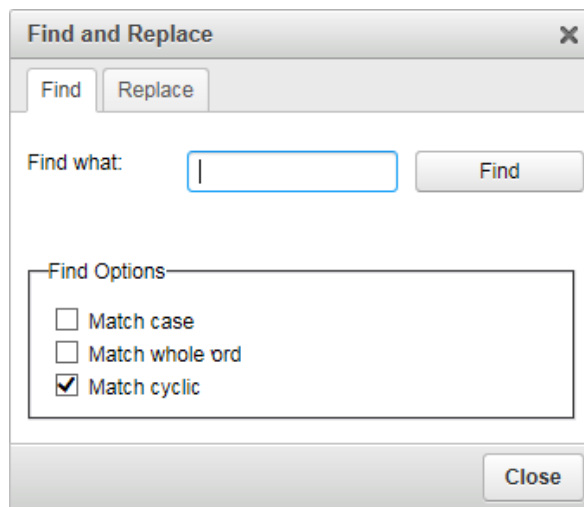 Find and Replace
Find Replace
Find what: Find
Find Options
Match case
Match whole ord
Match cyclic
Close